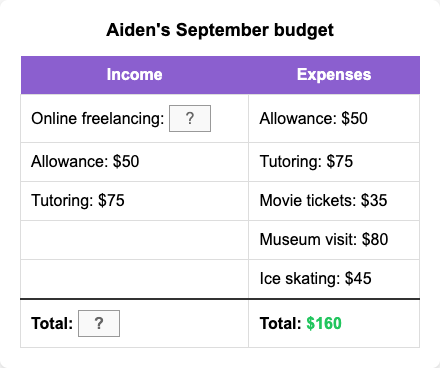 Aiden's September budget
Income Expenses
Online freelancing: ? Allowance: $50
Allowance: $50 Tutoring: $75
Tutoring: $75 Movie tickets: $35
Museum visit: $80
Ice skating: $45
Total: ? Total: $160